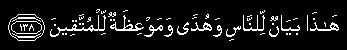 هَٰذَا بَيَانٌ لِّلنَّاسِ وَهُدًى وَمَوْعِظَةٌ لِّلْمُتَّقِينَ ١٣٨